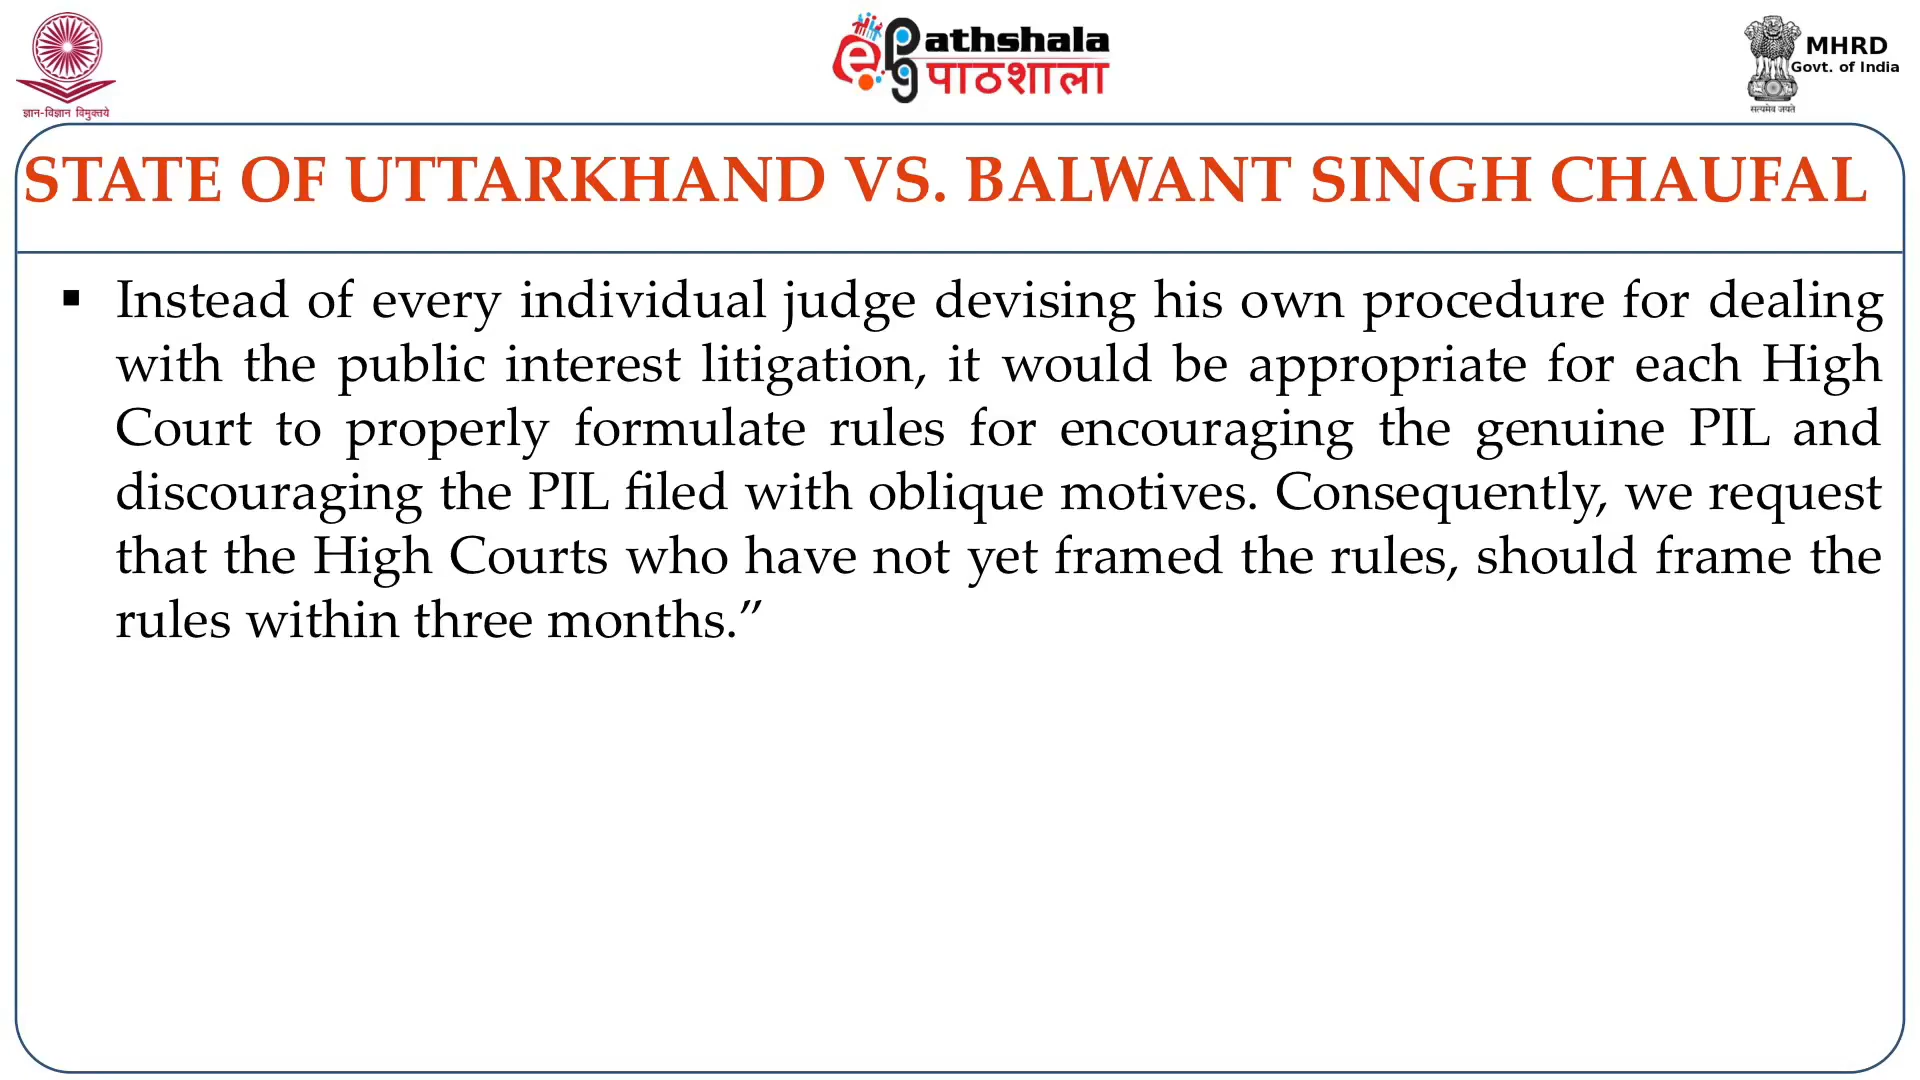 ज्ञान-विज्ञान विमुक्तये
athshala
पाठशाला
MHRD
Govt. of India
सत्यमेव जयते
STATE OF UTTARKHAND VS. BALWANT SINGH CHAUFAL
▪ Instead of every individual judge devising his own procedure for dealing
with the public interest litigation, it would be appropriate for each High
Court to properly formulate rules for encouraging the genuine PIL and
discouraging the PIL filed with oblique motives. Consequently, we request
that the High Courts who have not yet framed the rules, should frame the
rules within three months.”